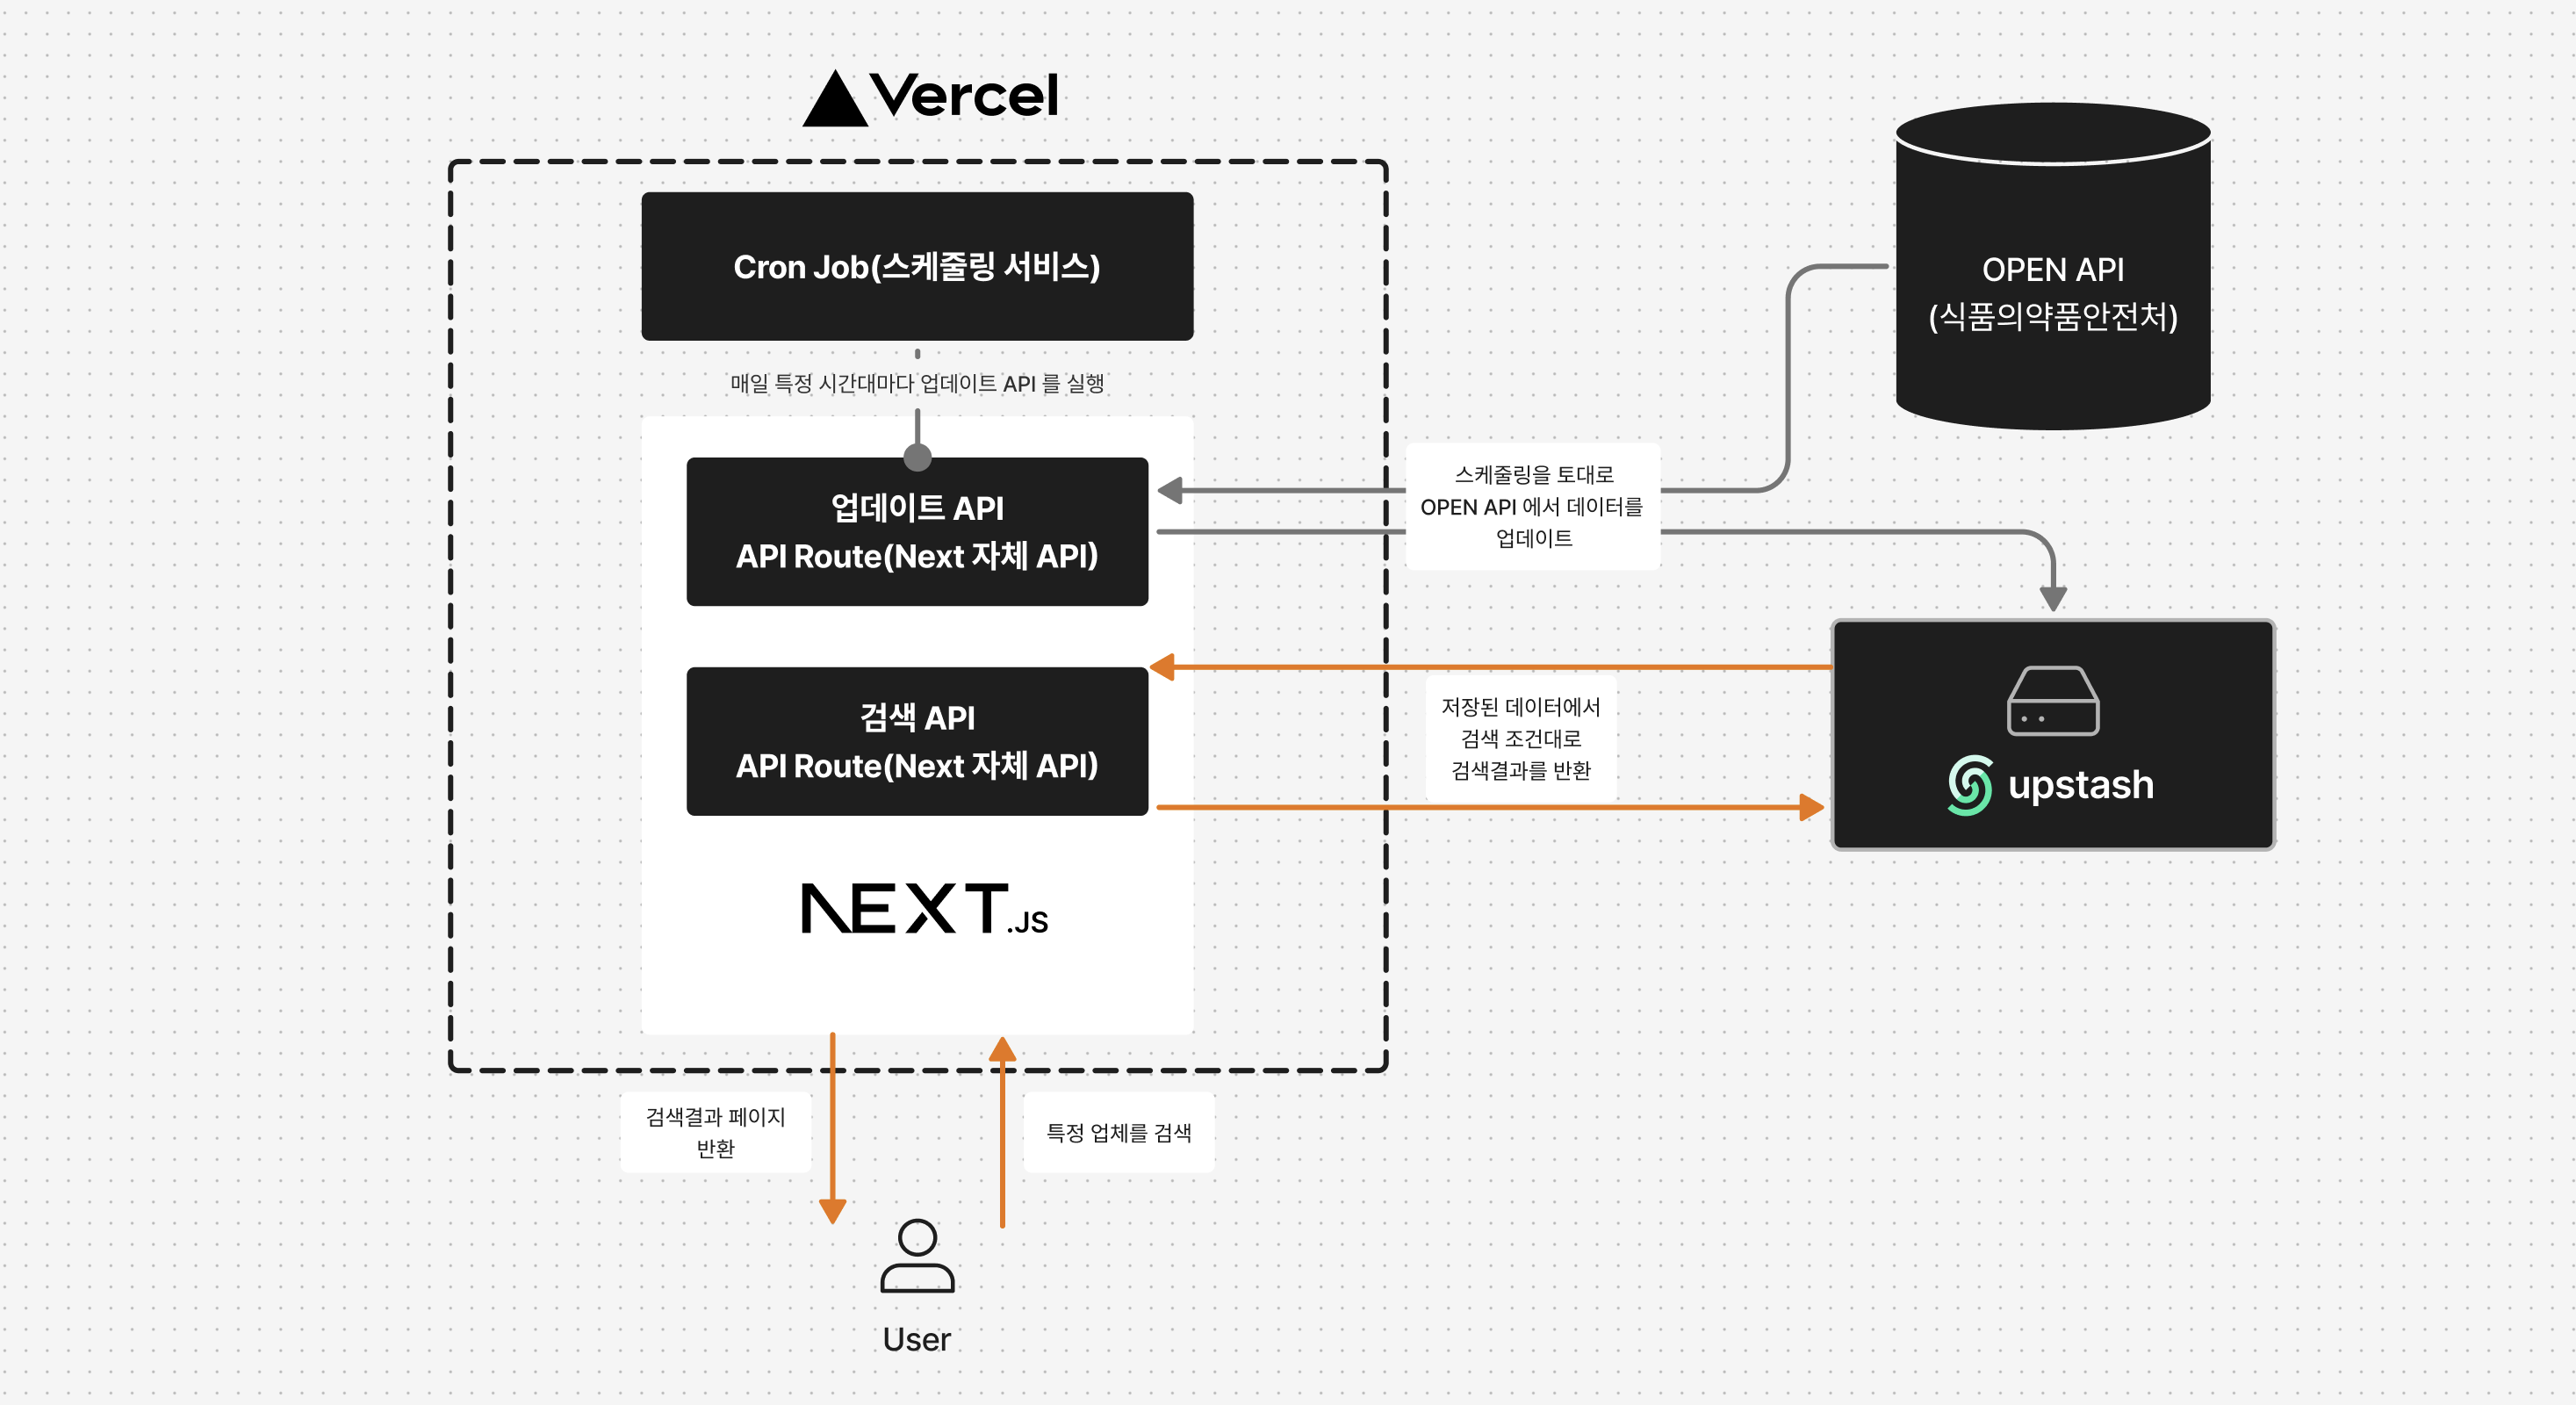 Vercel
Cron Job(스케줄링 서비스)
매일 특정 시간대마다 업데이트 API 를 실행
업데이트 API
API Route(Next 자체 API)
검색 API
API Route(Next 자체 API)
NEXT.JS
OPEN API
(식품의약품안전처)
스케줄링을 토대로
OPEN API 에서 데이터를
업데이트
저장된 데이터에서
검색 조건대로
검색결과를 반환
upstash
검색결과 페이지
반환
특정 업체를 검색
User